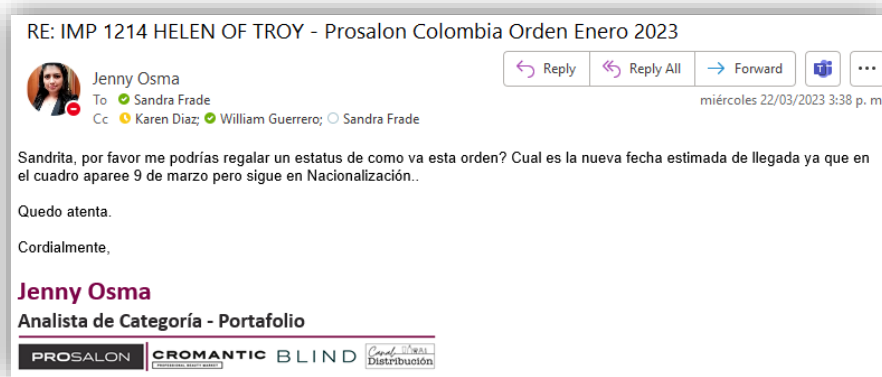 RE: IMP 1214 HELEN OF TROY - Prosalon Colombia Orden Enero 2023
Jenny Osma
To Sandra Frade
Cc Karen Diaz; William Guerrero; Sandra Frade
Reply
Reply All
Forward
miércoles 22/03/2023 3:38 p. m
Sandrita, por favor me podrías regalar un estatus de como va esta orden? Cual es la nueva fecha estimada de llegada ya que en
el cuadro aparee 9 de marzo pero sigue en Nacionalización..
Quedo atenta.
Cordialmente,
Jenny Osma
Analista de Categoría - Portafolio
PROSALON CROMANTIC BLIND Canal
PROFESSIONAL BEAUTY MARKET Distribución